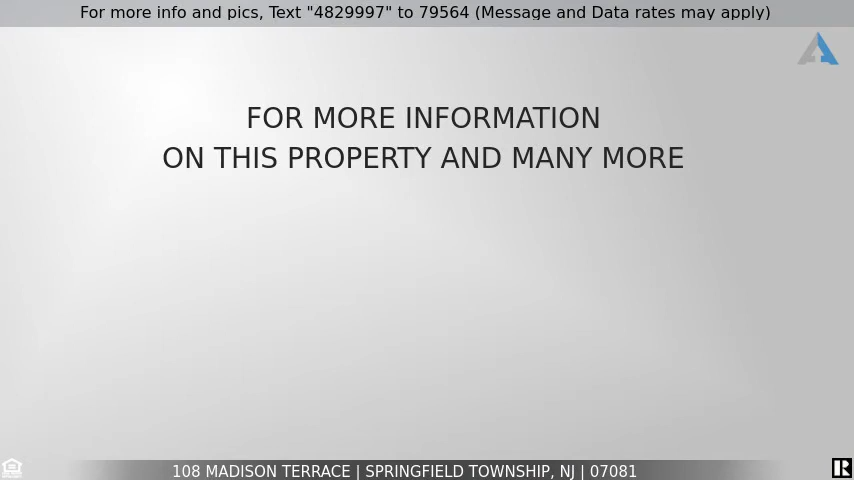 For more info and pics, Text "4829997" to 79564 (Message and Data rates may apply)
FOR MORE INFORMATION
ON THIS PROPERTY AND MANY MORE
108 MADISON TERRACE | SPRINGFIELD TOWNSHIP, NJ | 07081